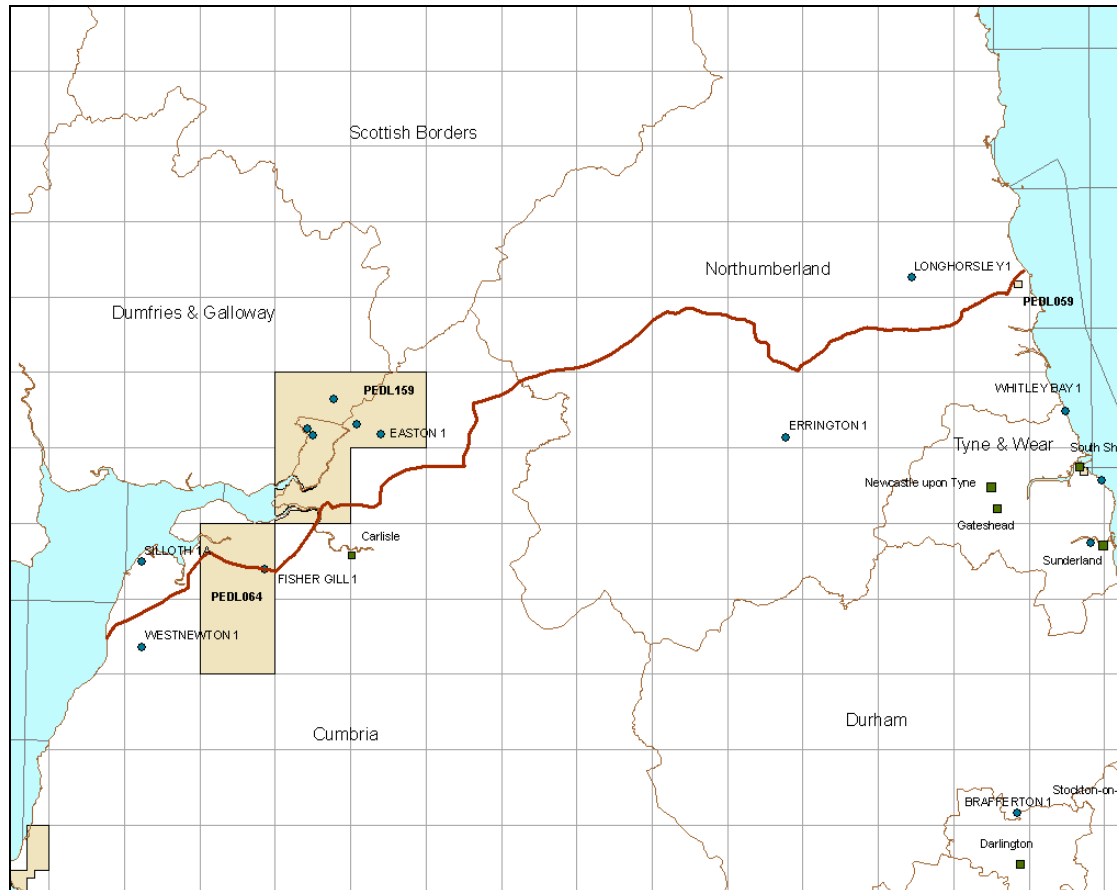 Scottish Borders
LONGHORSLEY 1
Northumberland
PEDL059
Dumfries & Galloway
PEDL159
WHITLEY BAY 1
EASTON 1
ERRINGTON 1
Tyne & Wear
South Sh
Newcastle upon Tyne
Gateshead
Carlisle
SILLOTH 1A
Sunderland
FISHER GILL 1
PEDL064
WESTNEWTON 1
Durham
Cumbria
Stockton-on-
BRAFFERTON 1
Darlington